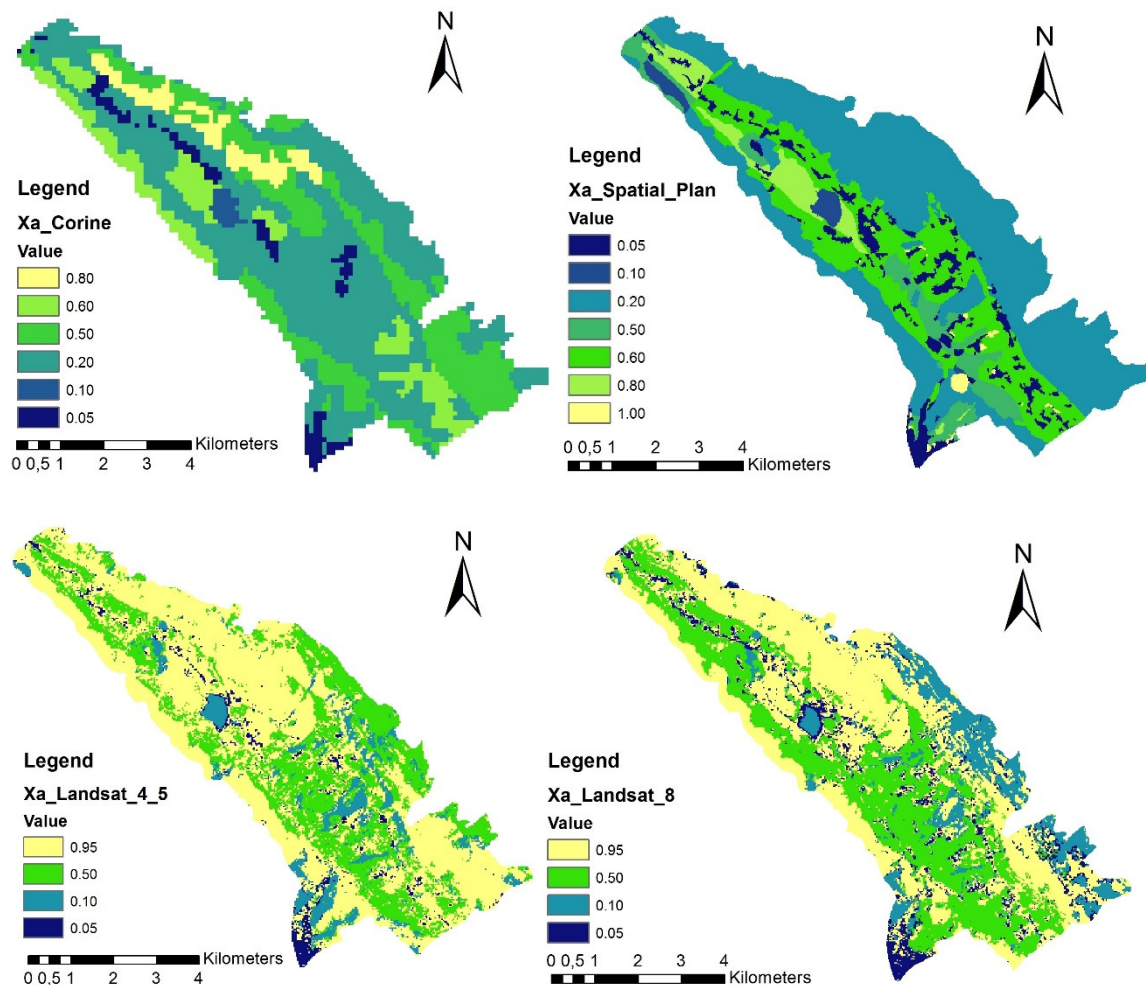 N
Legend
Xa_Corine
Value
0.80
0.60
0.50
0.20
0.10
0.05
Kilometers
0 0,5 1 2 3 4
N
Legend
Xa_Spatial_Plan
Value
0.05
0.10
0.20
0.50
0.60
0.80
1.00
Kilometers
0 0,5 1 2 3 4
N
Legend
Xa_Landsat_4_5
Value
0.95
0.50
0.10
0.05
Kilometers
0 0,5 1 2 3 4
N
Legend
Xa_Landsat_8
Value
0.95
0.50
0.10
0.05
Kilometers
0 0,5 1 2 3 4